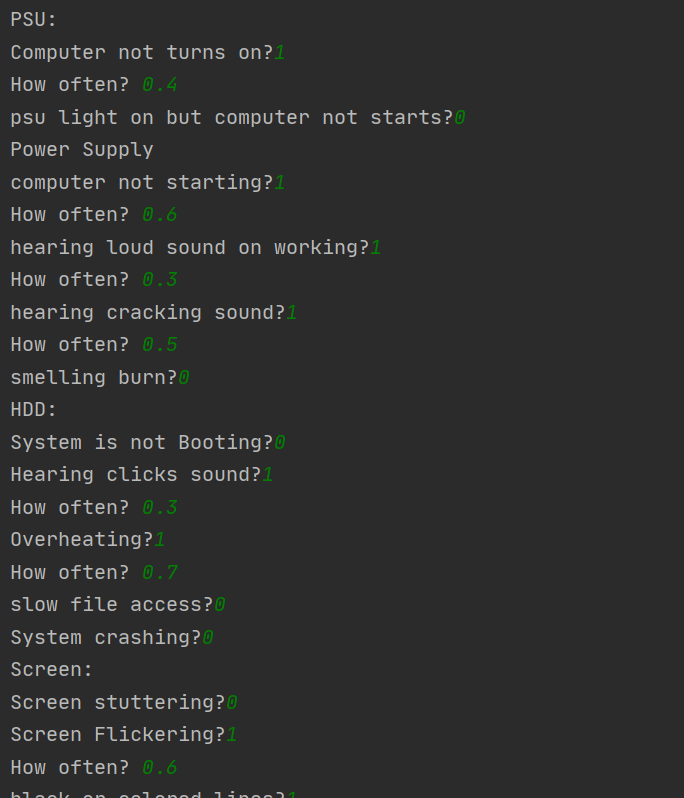 PSU:
Computer not turns on?1
How often? 0.4
psu light on but computer not starts?0
Power Supply
computer not starting?1
How often? 0.6
hearing loud sound on working?1
How often? 0.3
hearing cracking sound?1
How often? 0.5
smelling burn?0
HDD:
System is not Booting?0
Hearing clicks sound?1
How often? 0.3
Overheating?1
How often? 0.7
slow file access?0
System crashing?0
Screen:
Screen stuttering?0
Screen Flickering?1
How often? 0.6
black or colored lines?1